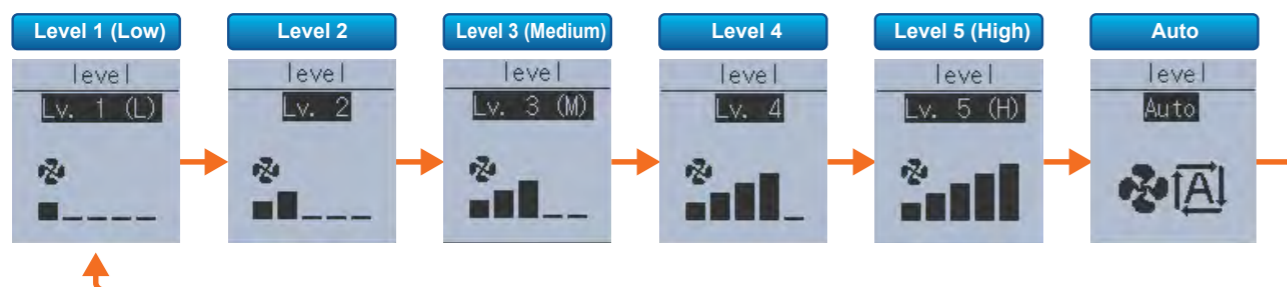 Level 1 (Low)
level
Lv. 1 (L)
Level 2
level
Lv. 2
Level 3 (Medium)
level
Lv. 3 (M)
Level 4
level
Lv. 4
Level 5 (High)
level
Lv. 5 (H)
Auto
level
Auto
A